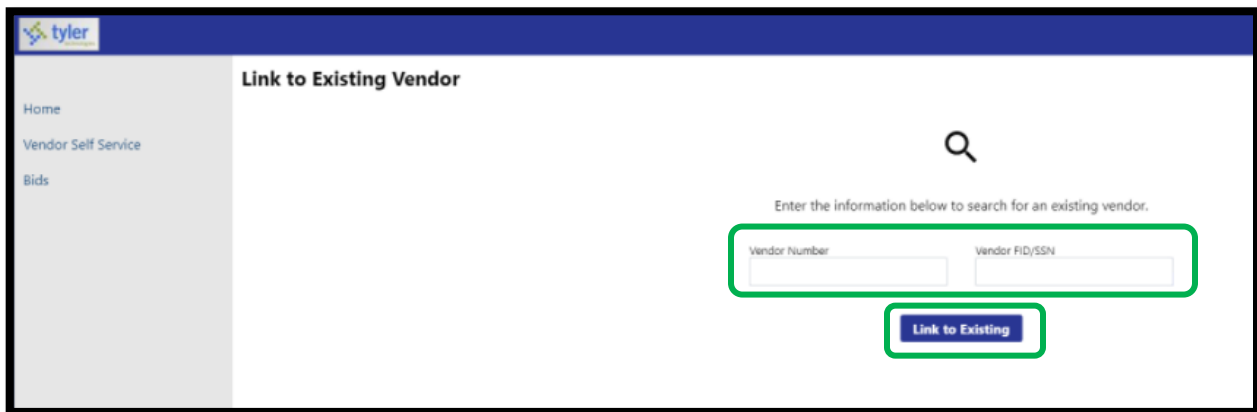 tyler
technologies
Link to Existing Vendor
Home
Vendor Self Service
Bids
Enter the information below to search for an existing vendor.
Vendor Number Vendor FID/SSN
Link to Existing